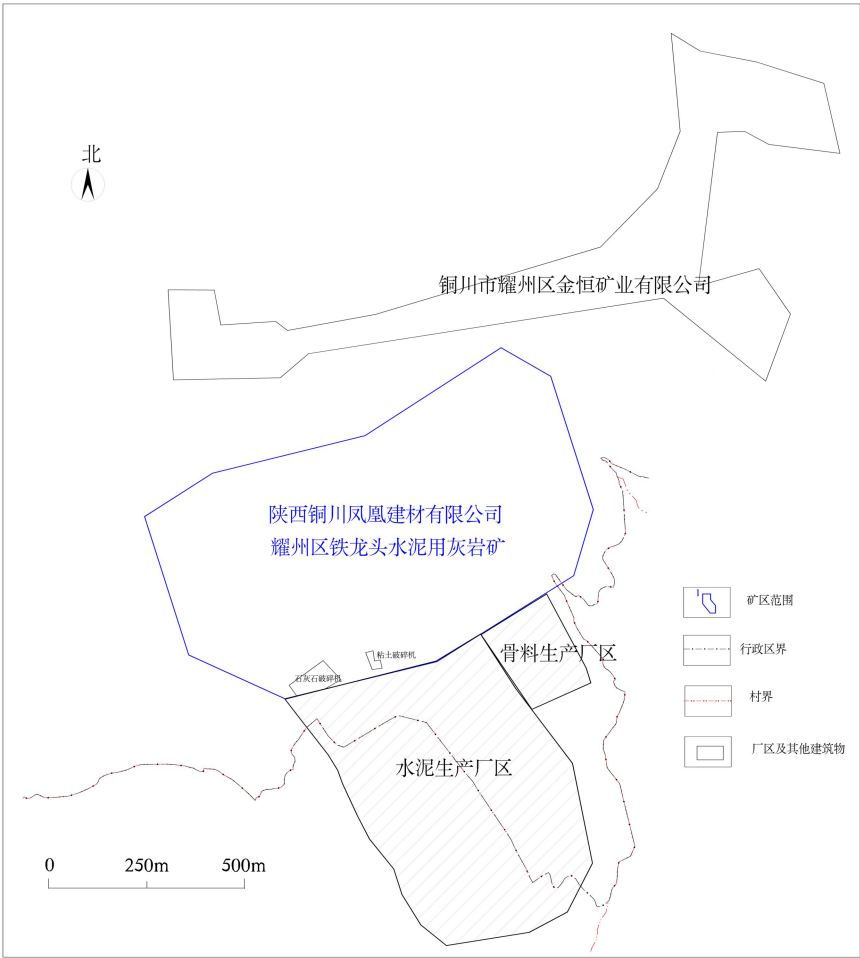 北
铜川市耀州区金恒矿业有限公司
陕西铜川凤凰建材有限公司
耀州区铁龙头水泥用灰岩矿
矿区范围
骨料生产厂区
行政区界
粘土破碎机
石灰石破碎机
村界
厂区及其他建筑物
水泥生产厂区
0 250m 500m